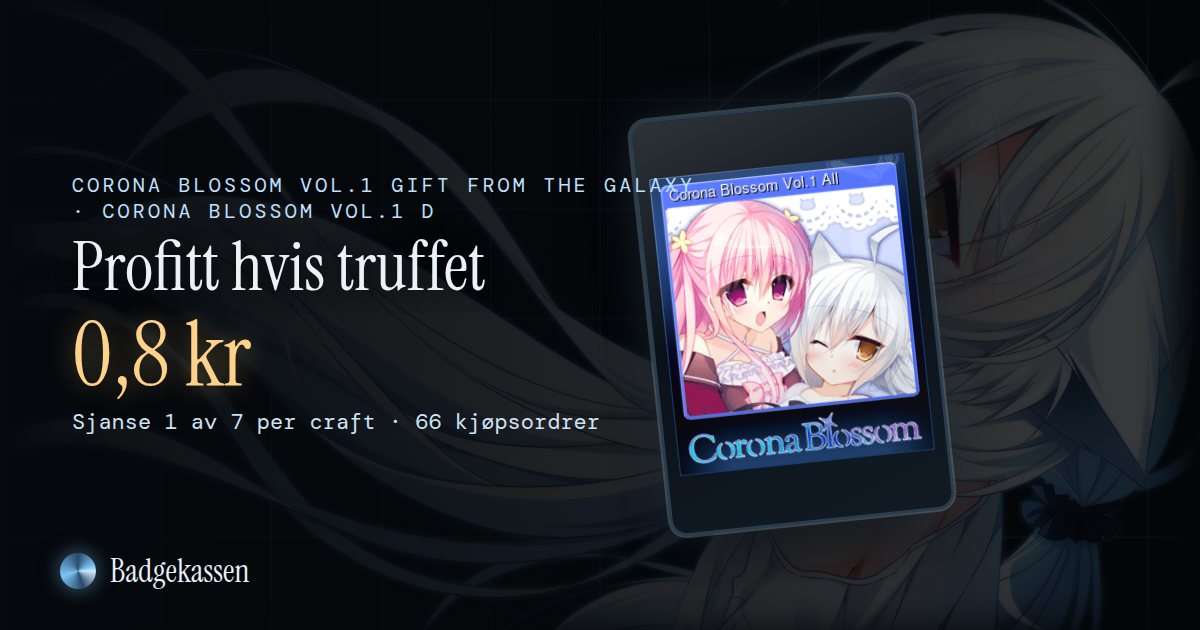 CORONA BLOSSOM VOL.1 GIFT FROM THE GALAXY
· CORONA BLOSSOM VOL.1 D
Profitt hvis truffet
0,8 kr
Sjanse 1 av 7 per craft · 66 kjøpsordrer
Corona Blossom Vol.1 All
Corona Blossom
Badgekassen